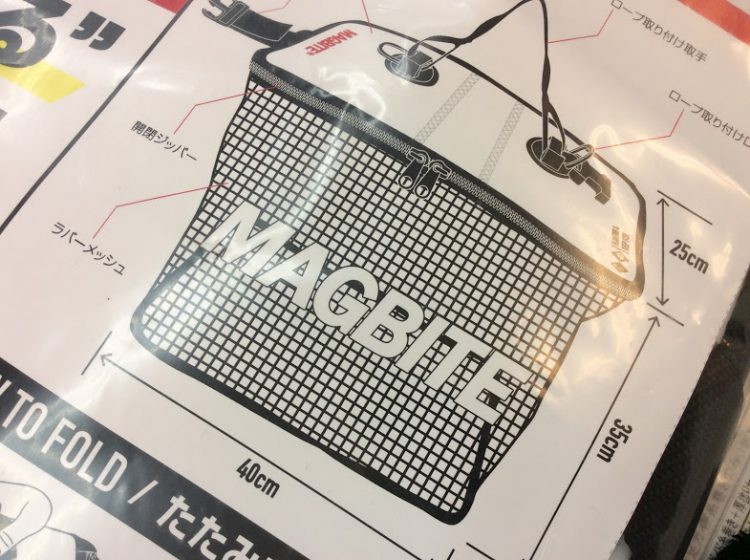 ロープ取り付け取手
MAGBITE
開閉ジッパー
ロープ取り付け
ラバーメッシュ
MAGBITE
25cm
35cm
40cm
TO FOLD / たたみ